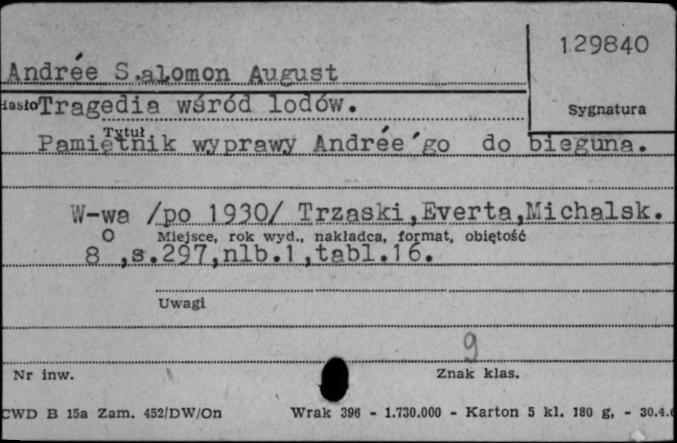 129840
Andrée Salomon August
Sygnatura
Hasło Tragedia wśród lodów.
Tytuł
Pamiętnik wyprawy Andrée'go do bieguna.
W-wa /po 1930/ Trzaski,Everta,Michalsk.
Miejsce, rok wyd., nakładca, format, objętość
8°,s.297,nlb.1,tabl.16.
Uwagi
9
Nr inw. Znak klas.
CWD B 15a Zam. 452/DW/On Wrak 396 - 1.730.000 - Karton 5 kl. 180 g, - 30.4.